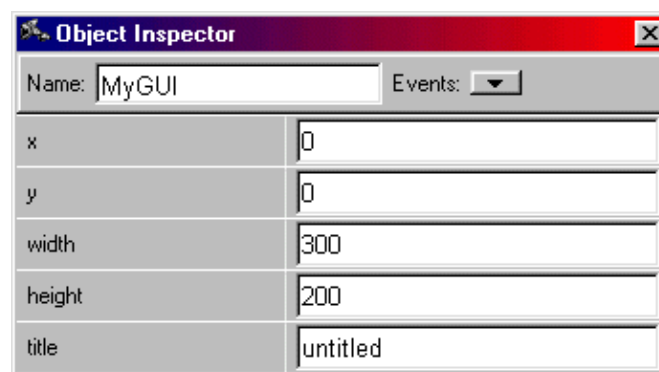 Object Inspector
Name: MyGUI Events:
x 0
y 0
width 300
height 200
title untitled